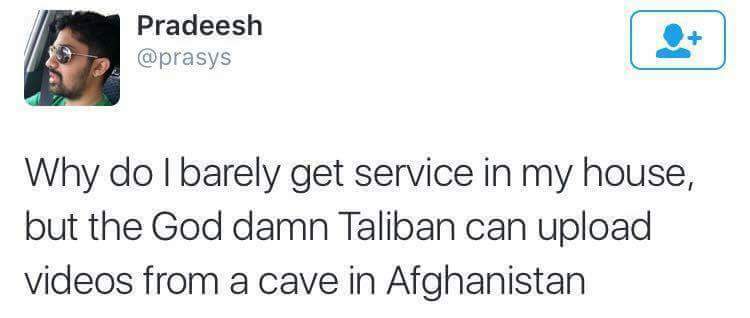 Pradeesh
@prasys
Why do I barely get service in my house,
but the God damn Taliban can upload
videos from a cave in Afghanistan